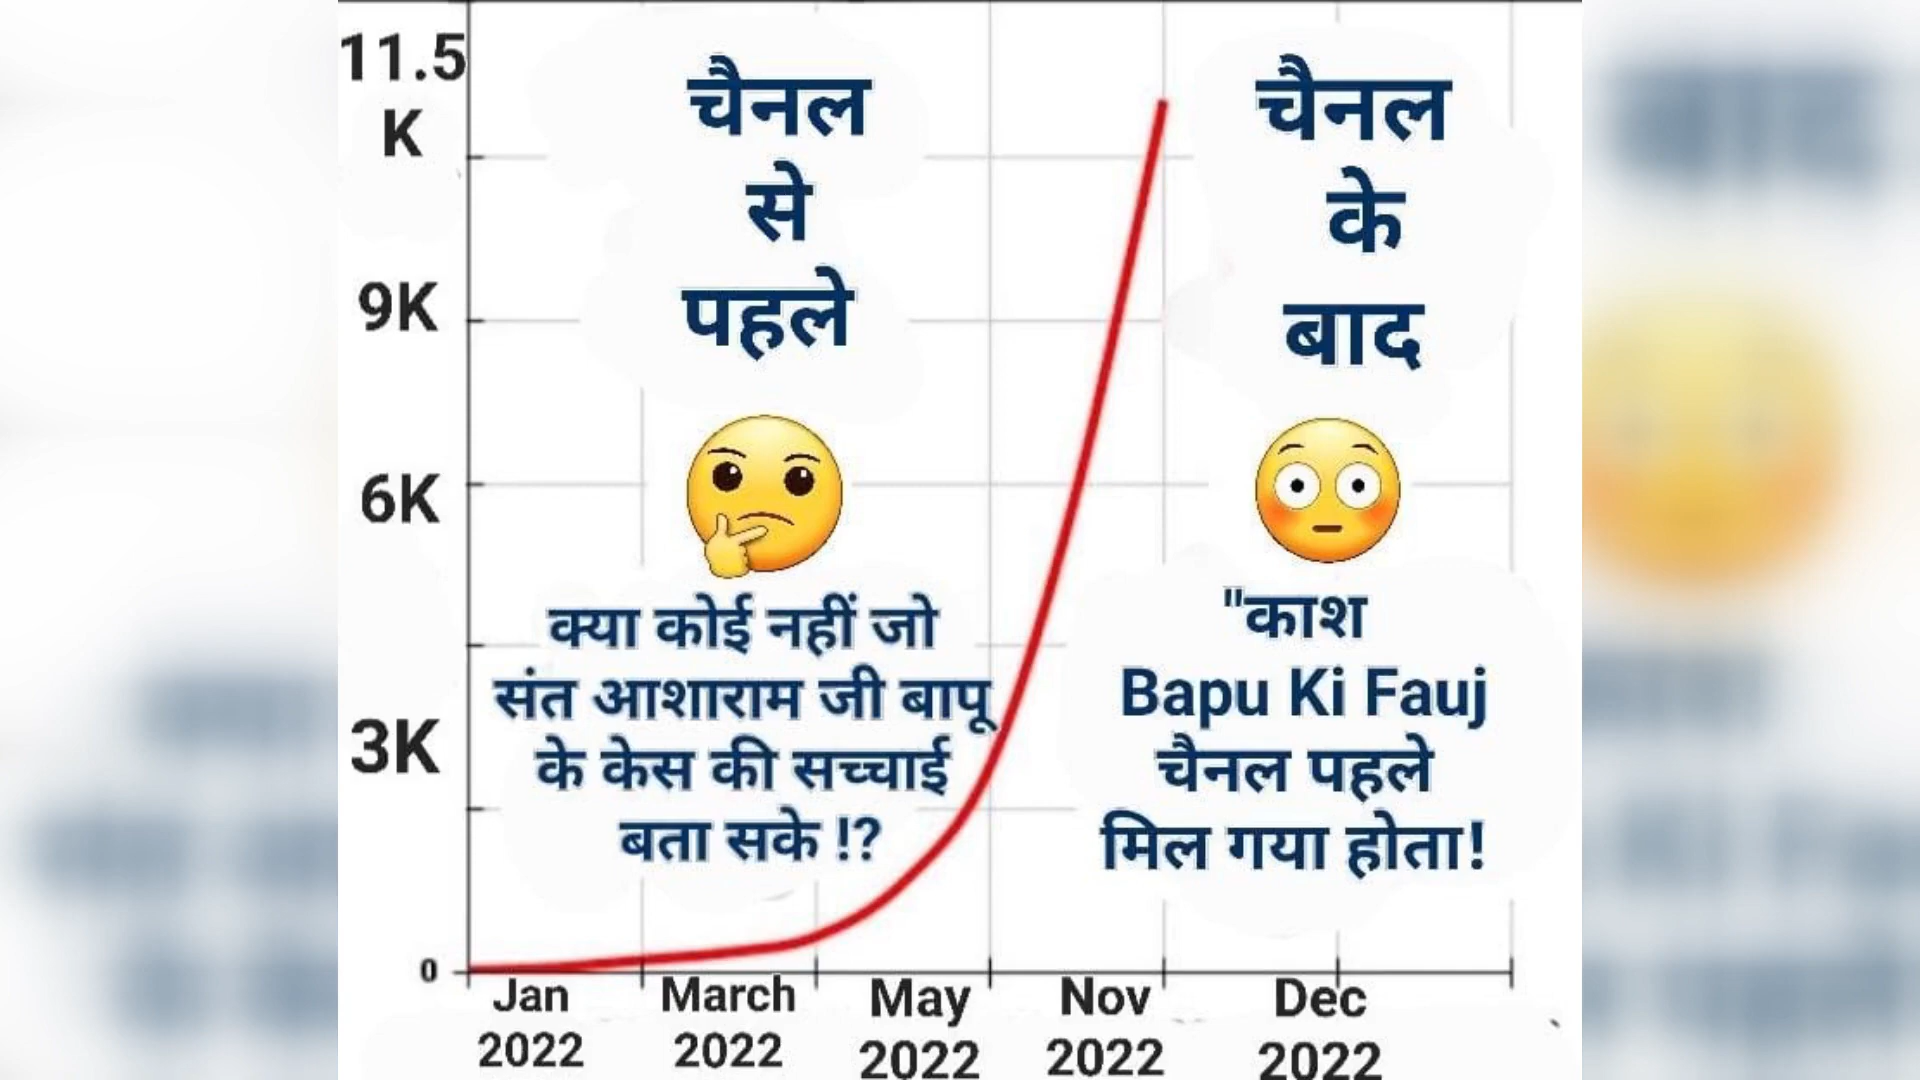 11.5
K
9K
6K
3K
0
चैनल
से
पहले
क्या कोई नहीं जो
संत आशाराम जी बापू
के केस की सच्चाई
बता सके !?
चैनल
के
बाद
"काश
Bapu Ki Fauj
चैनल पहले
मिल गया होता!
Jan
2022
March
2022
May
2022
Nov
2022
Dec
2022